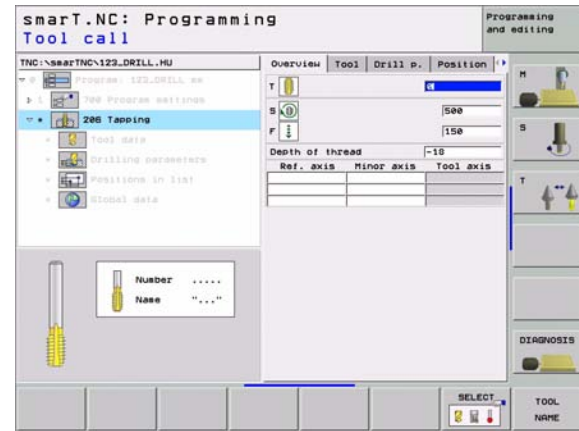 smarT.NC: Programming
Tool call
Programming
and editing
TNC:\smarTNC\123_DRILL.HU
0 Program: 123_DRILL mm
1 700 Program settings
206 Tapping
Tool data
Drilling parameters
Positions in list
Global data
Overview Tool Drill p. Position
T
S 500
F 150
Depth of thread -18
Ref. axis Minor axis Tool axis
Number .....
Name "..."
M
S
T
DIAGNOSIS
SELECT
TOOL
NAME